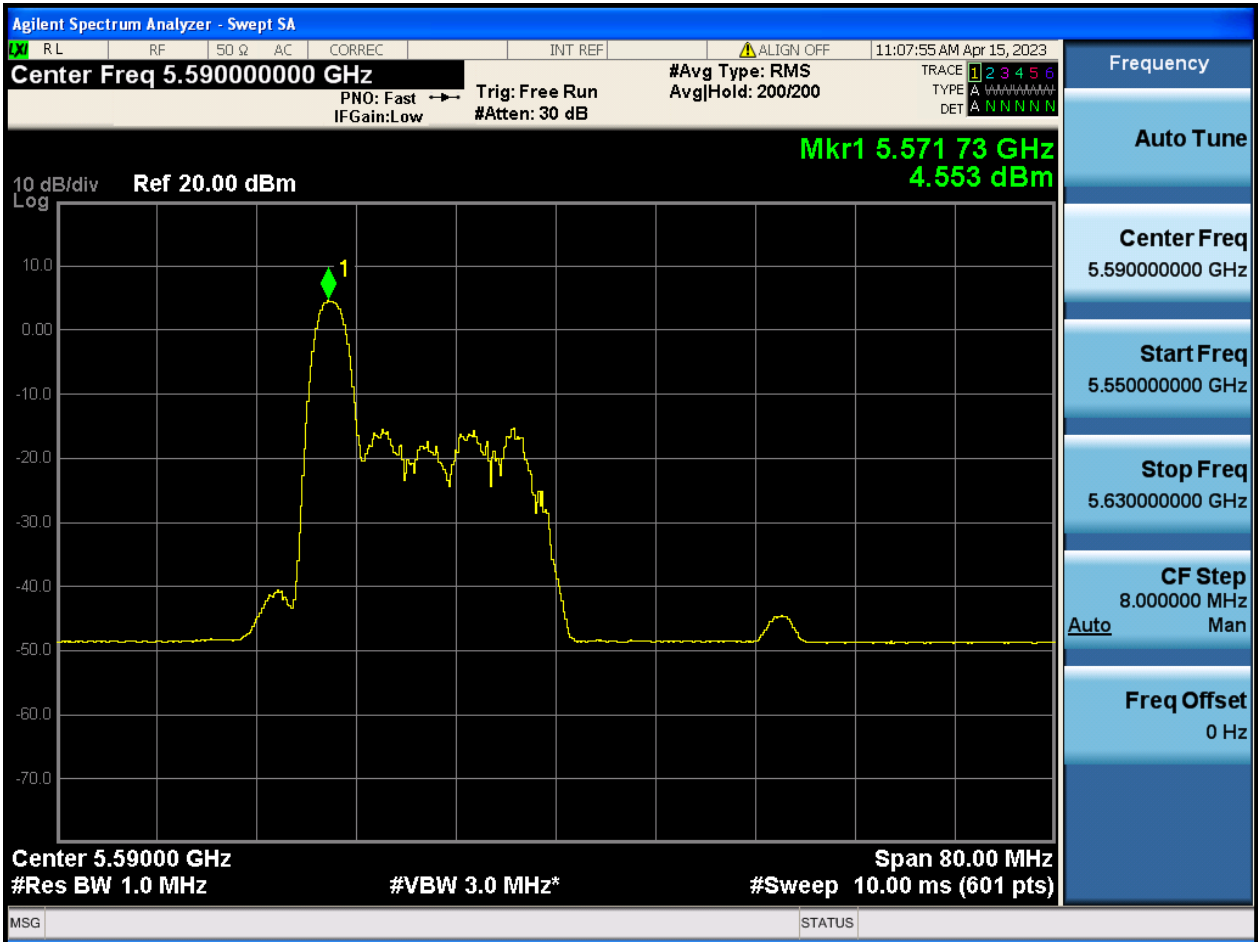 Agilent Spectrum Analyzer - Swept SA
LXI RL RF 50 Ω AC CORREC INT REF ALIGN OFF 11:07:55 AM Apr 15, 2023
Center Freq 5.590000000 GHz
PNO: Fast
IFGain:Low
Trig: Free Run
#Atten: 30 dB
#Avg Type: RMS
Avg|Hold: 200/200
TRACE 1 2 3 4 5 6
TYPE A WWWWW
DET A N N N N N
Mkr1 5.571 73 GHz
4.553 dBm
10 dB/div Ref 20.00 dBm
Log
1
10.0
0.00
-10.0
-20.0
-30.0
-40.0
-50.0
-60.0
-70.0
Center 5.59000 GHz Span 80.00 MHz
#Res BW 1.0 MHz #VBW 3.0 MHz* #Sweep 10.00 ms (601 pts)
MSG STATUS
Frequency
Auto Tune
Center Freq
5.590000000 GHz
Start Freq
5.550000000 GHz
Stop Freq
5.630000000 GHz
CF Step
8.000000 MHz
Auto Man
Freq Offset
0 Hz